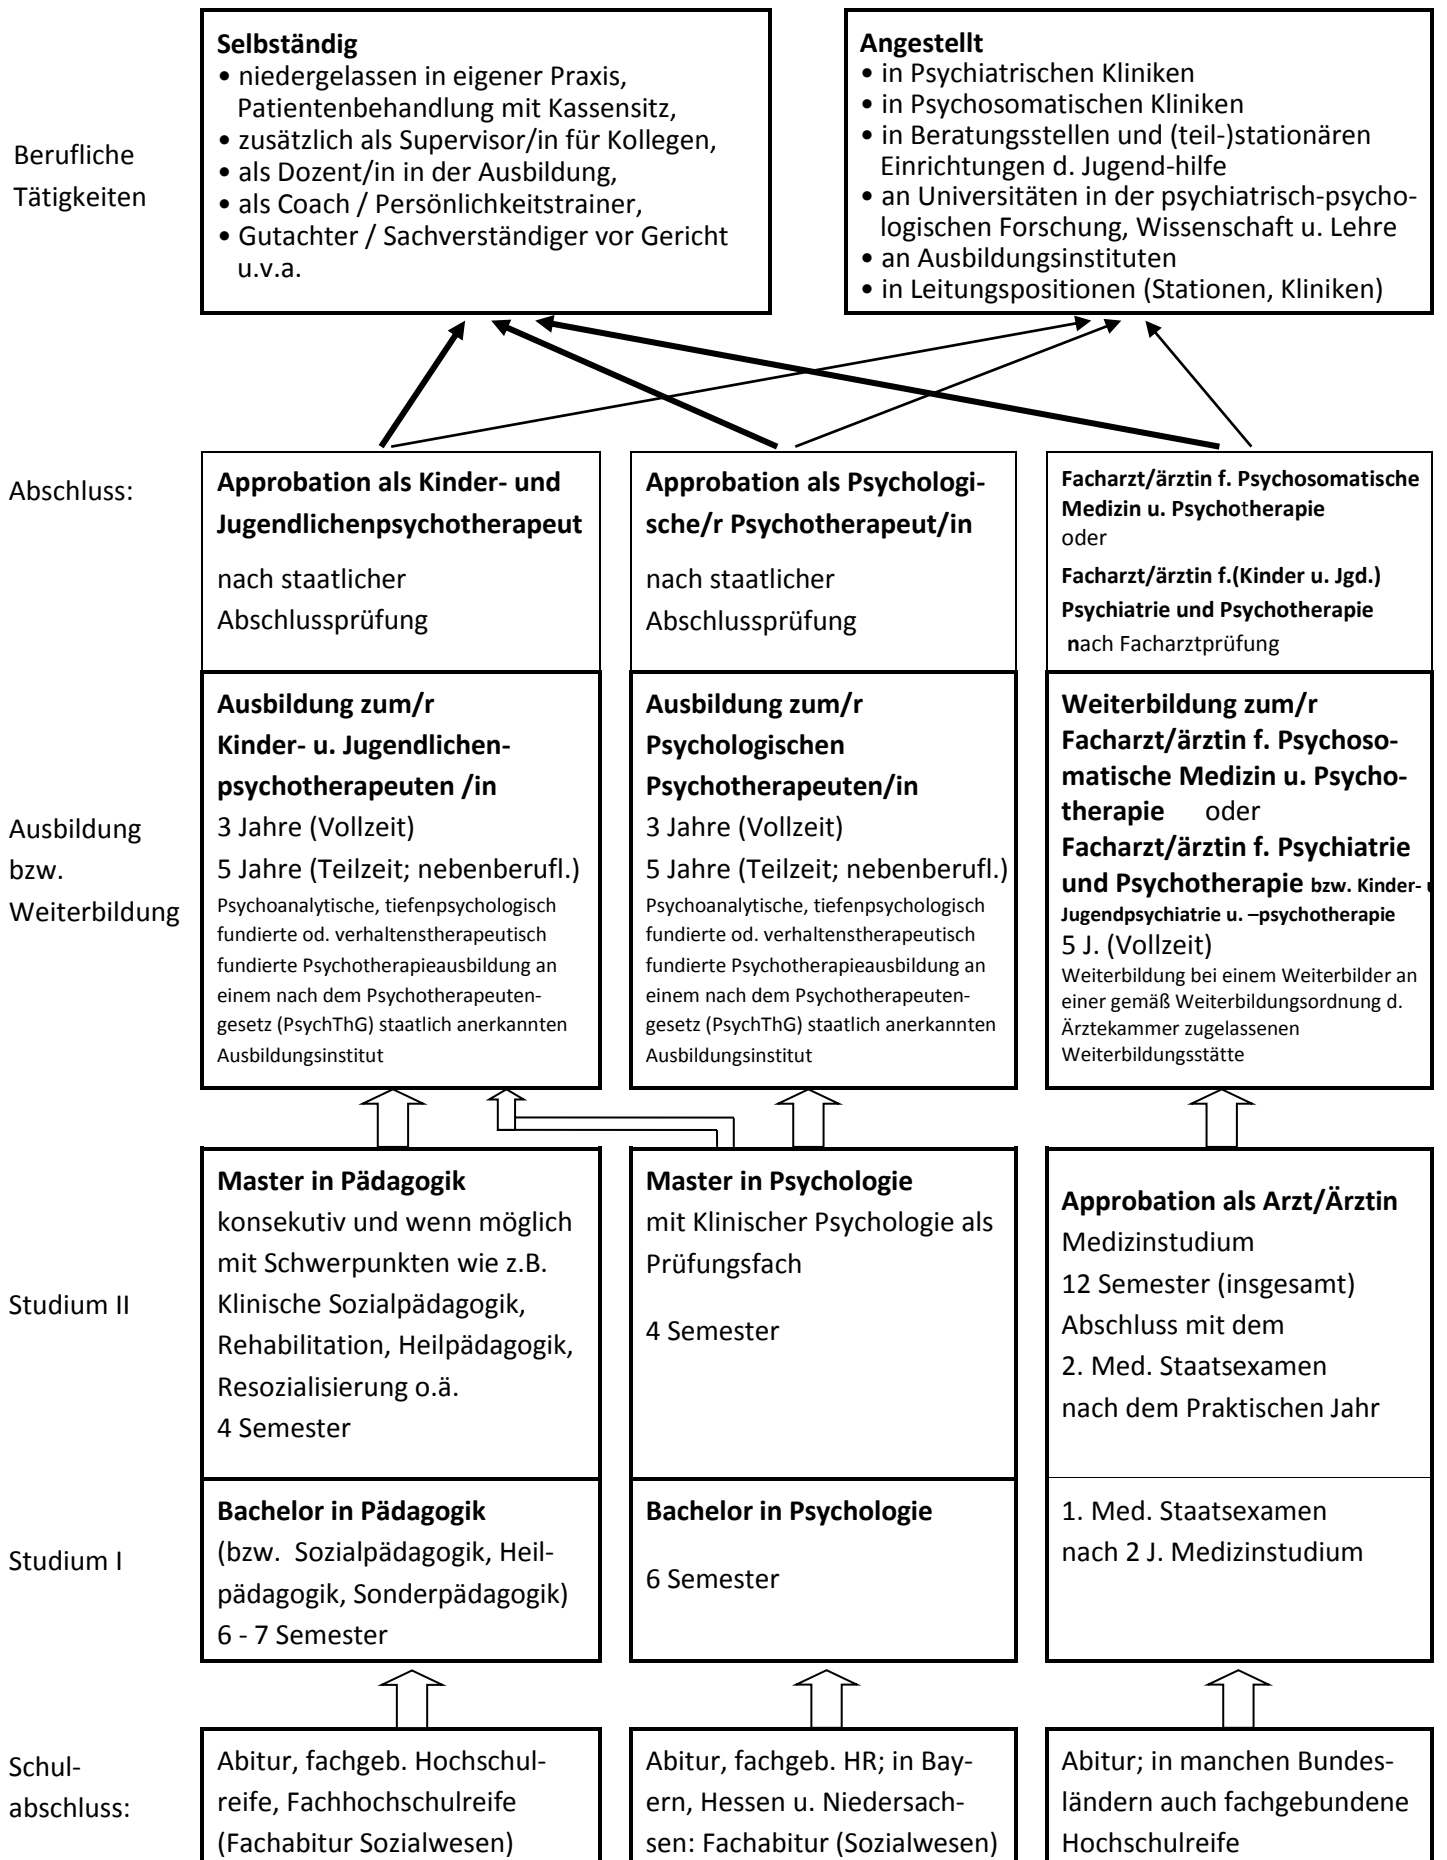 Berufliche
Tätigkeiten
Selbständig
• niedergelassen in eigener Praxis,
Patientenbehandlung mit Kassensitz,
• zusätzlich als Supervisor/in für Kollegen,
• als Dozent/in in der Ausbildung,
• als Coach / Persönlichkeitstrainer,
• Gutachter / Sachverständiger vor Gericht
u.v.a.
Angestellt
• in Psychiatrischen Kliniken
• in Psychosomatischen Kliniken
• in Beratungsstellen und (teil-)stationären
Einrichtungen d. Jugend-hilfe
• an Universitäten in der psychiatrisch-psycho-
logischen Forschung, Wissenschaft u. Lehre
• an Ausbildungsinstituten
• in Leitungspositionen (Stationen, Kliniken)
Abschluss:
Approbation als Kinder- und
Jugendlichenpsychotherapeut
nach staatlicher
Abschlussprüfung
Approbation als Psychologi-
sche/r Psychotherapeut/in
nach staatlicher
Abschlussprüfung
Facharzt/ärztin f. Psychosomatische
Medizin u. Psychotherapie
oder
Facharzt/ärztin f.(Kinder u. Jgd.)
Psychiatrie und Psychotherapie
nach Facharztprüfung
Ausbildung
bzw.
Weiterbildung
Ausbildung zum/r
Kinder- u. Jugendlichen-
psychotherapeuten /in
3 Jahre (Vollzeit)
5 Jahre (Teilzeit; nebenberufl.)
Psychoanalytische, tiefenpsychologisch
fundierte od. verhaltenstherapeutisch
fundierte Psychotherapieausbildung an
einem nach dem Psychotherapeuten-
gesetz (PsychThG) staatlich anerkannten
Ausbildungsinstitut
Ausbildung zum/r
Psychologischen
Psychotherapeuten/in
3 Jahre (Vollzeit)
5 Jahre (Teilzeit; nebenberufl.)
Psychoanalytische, tiefenpsychologisch
fundierte od. verhaltenstherapeutisch
fundierte Psychotherapieausbildung an
einem nach dem Psychotherapeuten-
gesetz (PsychThG) staatlich anerkannten
Ausbildungsinstitut
Weiterbildung zum/r
Facharzt/ärztin f. Psychoso-
matische Medizin u. Psycho-
therapie oder
Facharzt/ärztin f. Psychiatrie
und Psychotherapie bzw. Kinder-
Jugendpsychiatrie u. –psychotherapie
5 J. (Vollzeit)
Weiterbildung bei einem Weiterbilder an
einer gemäß Weiterbildungsordnung d.
Ärztekammer zugelassenen
Weiterbildungsstätte
Studium II
Master in Pädagogik
konsekutiv und wenn möglich
mit Schwerpunkten wie z.B.
Klinische Sozialpädagogik,
Rehabilitation, Heilpädagogik,
Resozialisierung o.ä.
4 Semester
Master in Psychologie
mit Klinischer Psychologie als
Prüfungsfach
4 Semester
Approbation als Arzt/Ärztin
Medizinstudium
12 Semester (insgesamt)
Abschluss mit dem
2. Med. Staatsexamen
nach dem Praktischen Jahr
Studium I
Bachelor in Pädagogik
(bzw. Sozialpädagogik, Heil-
pädagogik, Sonderpädagogik)
6 - 7 Semester
Bachelor in Psychologie
6 Semester
1. Med. Staatsexamen
nach 2 J. Medizinstudium
Schul-
abschluss:
Abitur, fachgeb. Hochschul-
reife, Fachhochschulreife
(Fachabitur Sozialwesen)
Abitur, fachgeb. HR; in Bay-
ern, Hessen u. Niedersach-
sen: Fachabitur (Sozialwesen)
Abitur; in manchen Bundes-
ländern auch fachgebundene
Hochschulreife